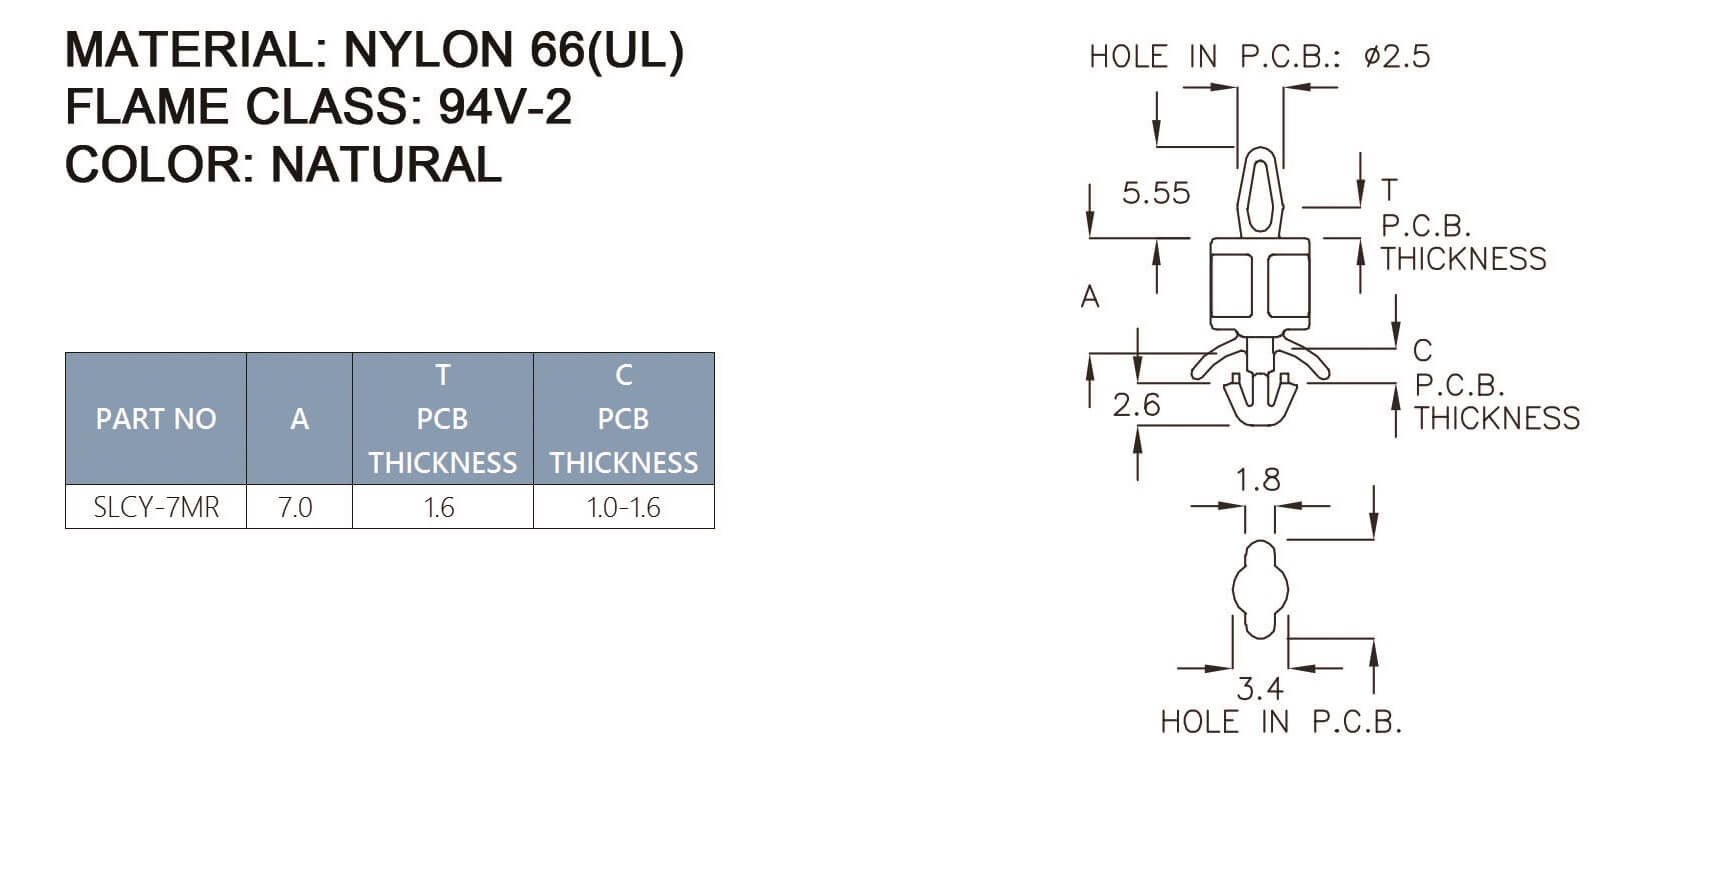 MATERIAL: NYLON 66(UL)
FLAME CLASS: 94V-2
COLOR: NATURAL
PART NO
A
T
PCB
THICKNESS
C
PCB
THICKNESS
SLCY-7MR
7.0
1.6
1.0-1.6
HOLE IN P.C.B.: ø2.5
5.55
T
P.C.B.
THICKNESS
A
C
P.C.B.
THICKNESS
2.6
1.8
3.4
HOLE IN P.C.B.